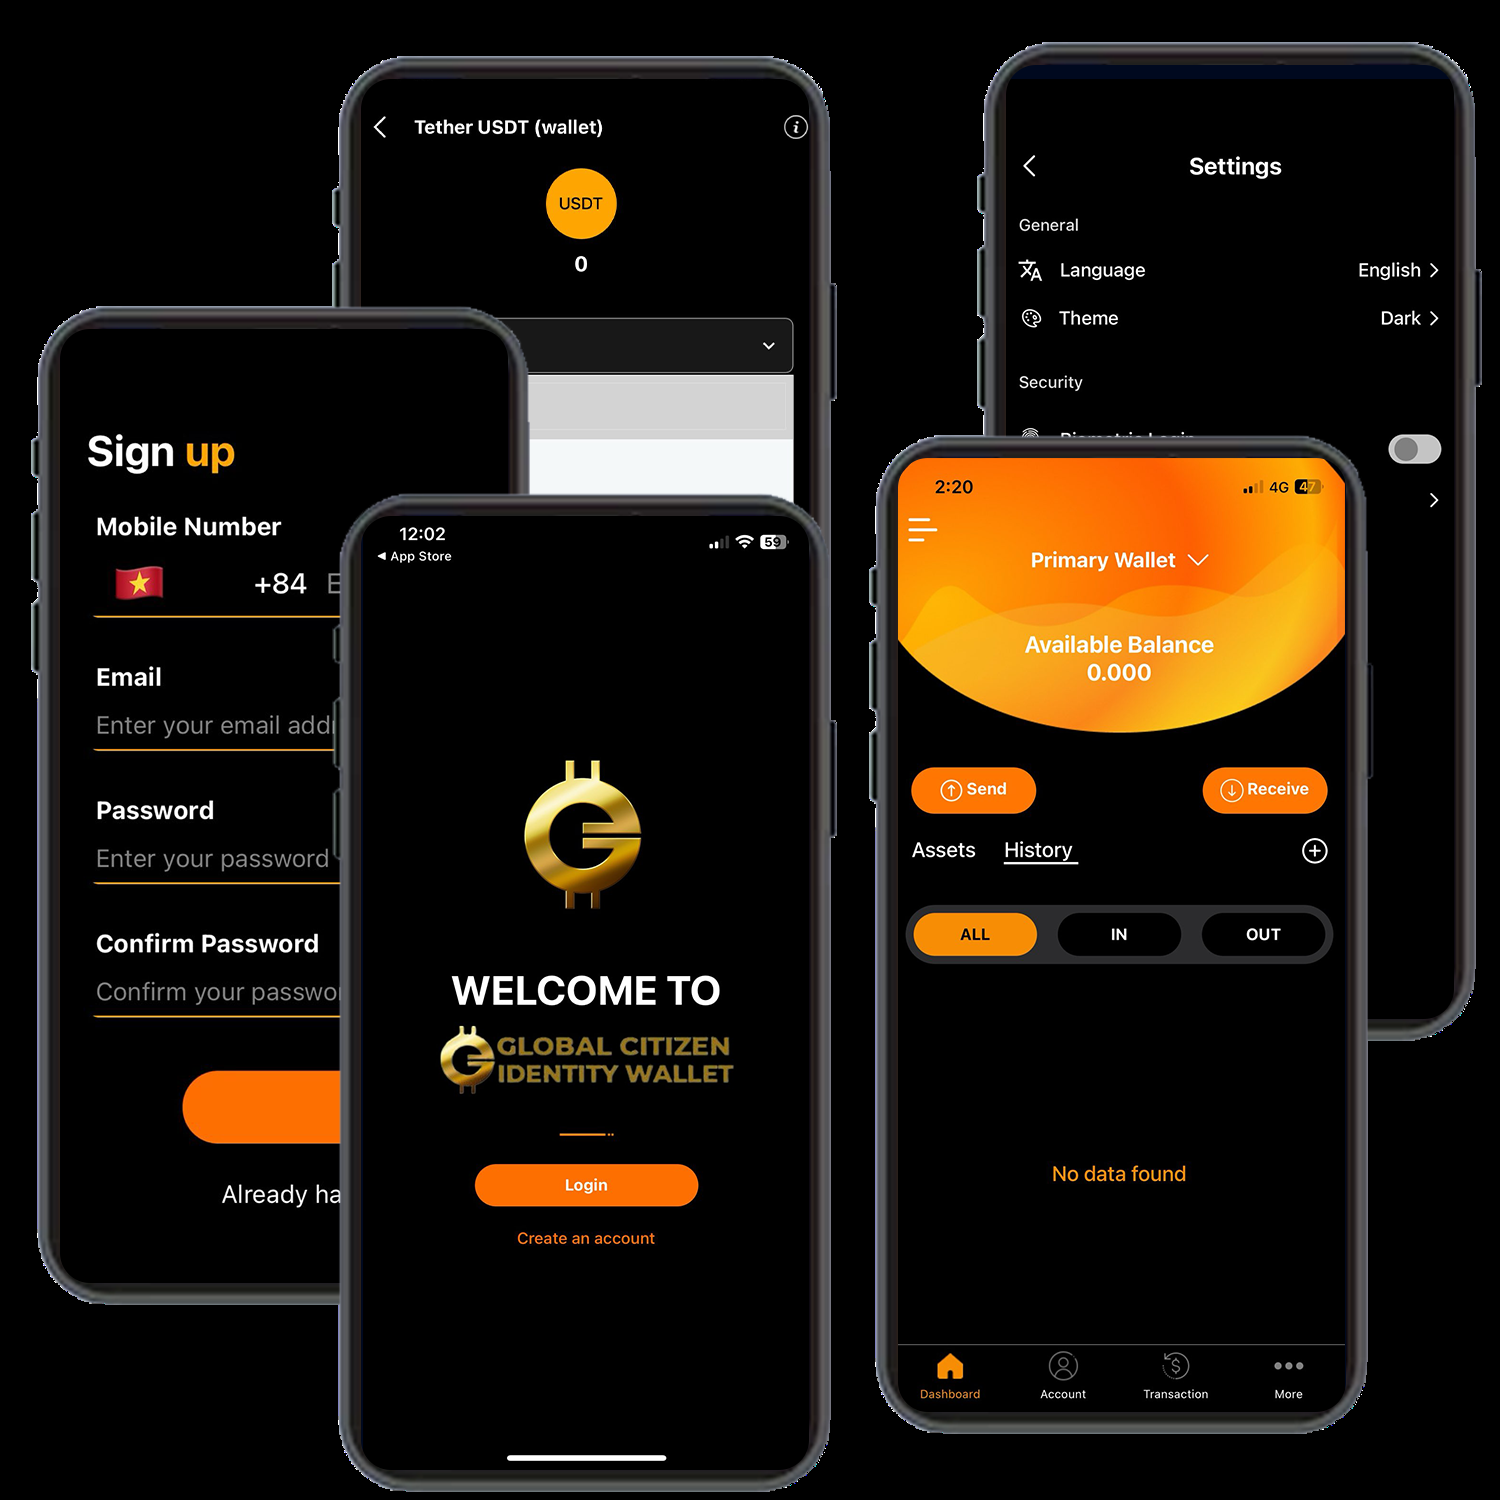 Tether USDT (wallet)
USDT
0
Settings
General
Language
English
Theme
Dark
Security
Biometric Login
Sign up
Mobile Number
+84
E
Email
Enter your email addr
Password
Enter your password
Confirm Password
Confirm your passwo
Already ha
12:02
App Store
59
WELCOME TO
GLOBAL CITIZEN
IDENTITY WALLET
Login
Create an account
2:20
4G
47
Primary Wallet
Available Balance
0.000
Send
Receive
Assets
History
ALL
IN
OUT
No data found
Dashboard
Account
Transaction
More